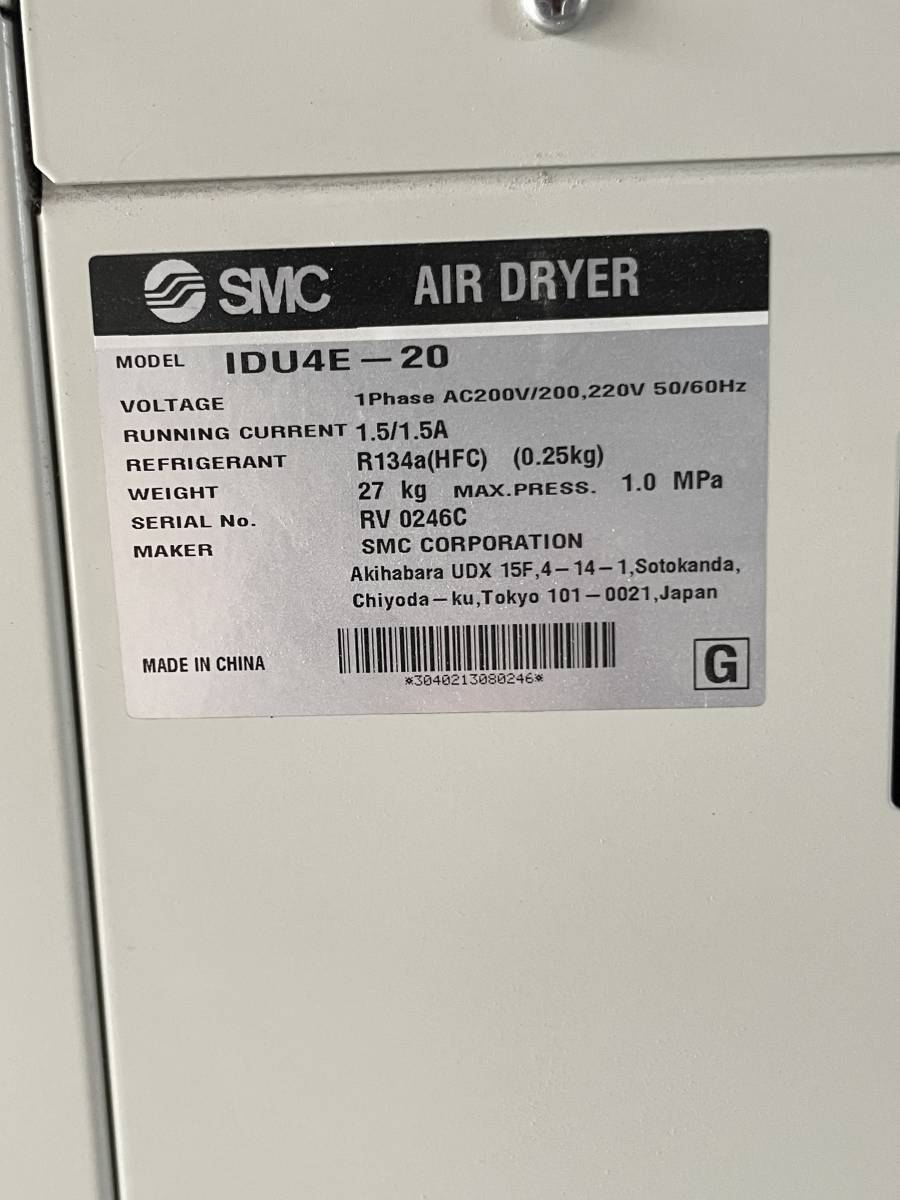 SMC AIR DRYER
MODEL IDU4E-20
VOLTAGE 1Phase AC200V/200,220V 50/60Hz
RUNNING CURRENT 1.5/1.5A
REFRIGERANT R134a(HFC) (0.25kg)
WEIGHT 27 kg MAX.PRESS. 1.0 MPa
SERIAL No. RV 0246C
MAKER SMC CORPORATION
Akihabara UDX 15F,4-14-1,Sotokanda,
Chiyoda-ku,Tokyo 101-0021,Japan
MADE IN CHINA
*3040213080246*
G